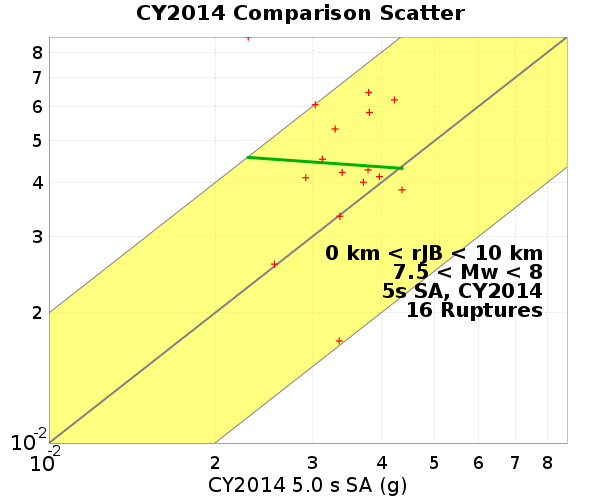 CY2014 Comparison Scatter
8
7
6
5
4
3
2
10-2
0 km < rJB < 10 km
7.5 < Mw < 8
5s SA, CY2014
16 Ruptures
10-2 2 3 4 5 6 7 8
CY2014 5.0 s SA (g)